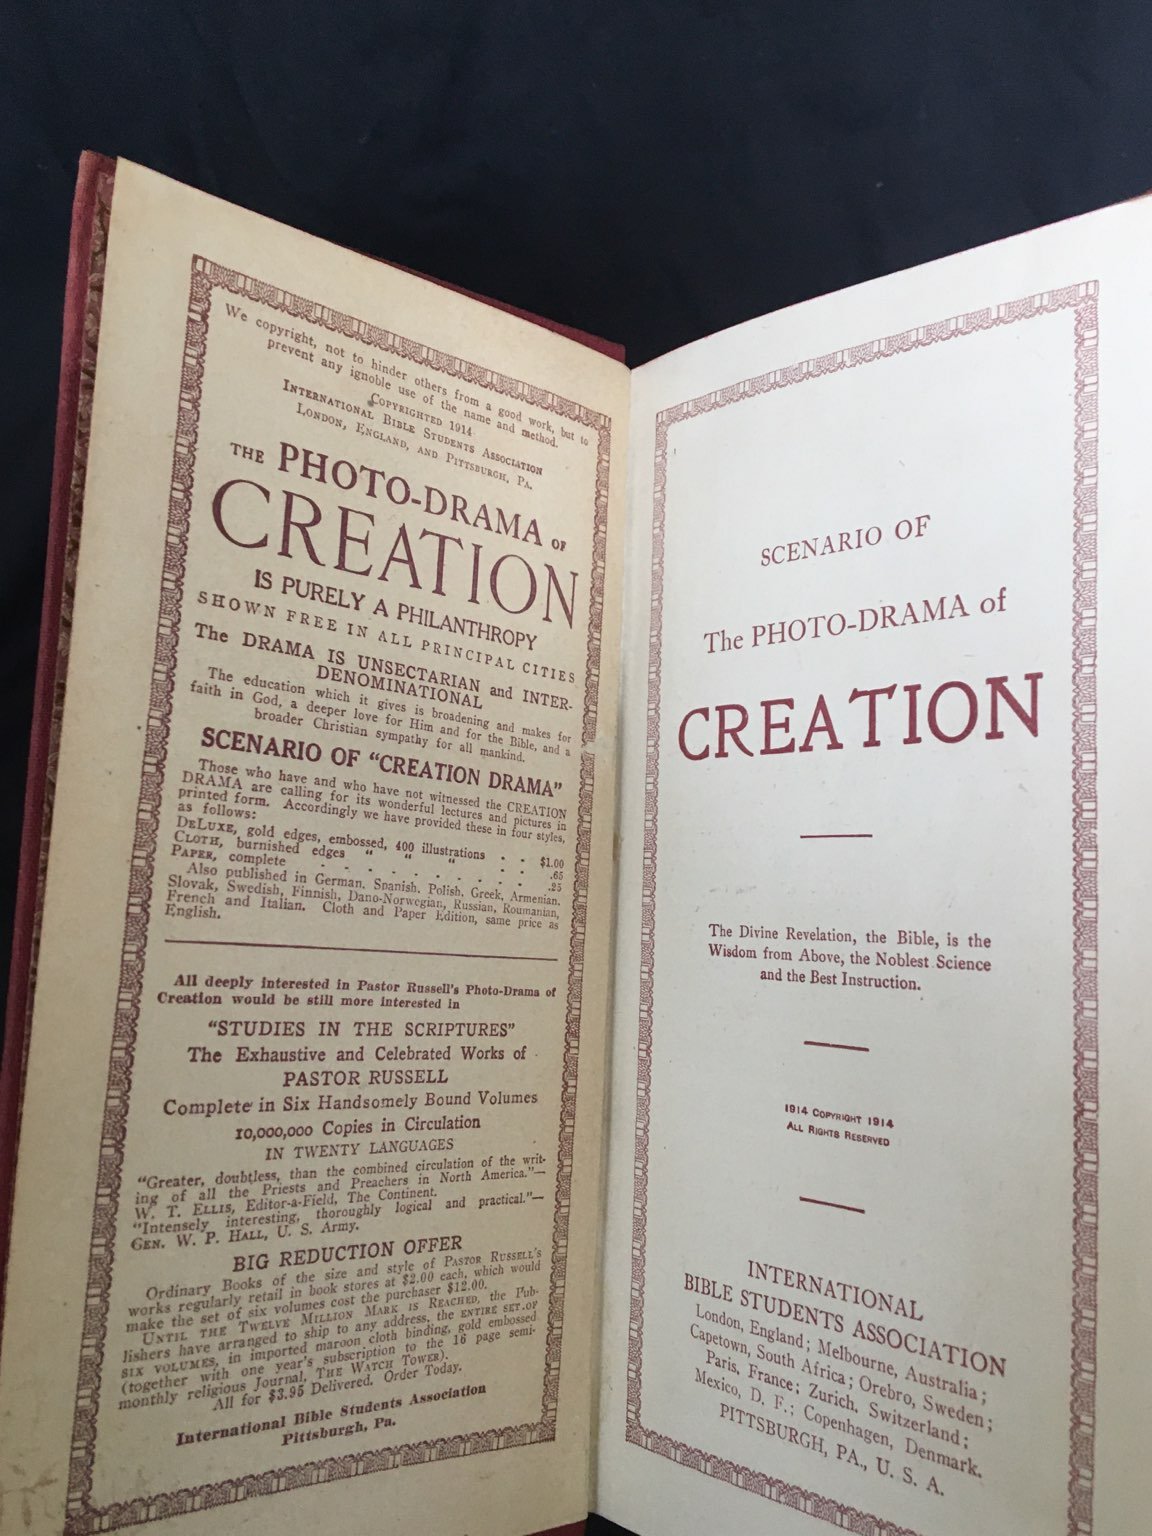 We copyright, not to hinder others from a good work, but to
prevent any ignoble use of the name and method.
COPYRIGHTED 1914
INTERNATIONAL BIBLE STUDENTS ASSOCIATION
LONDON, ENGLAND, AND PITTSBURGH, PA.
THE PHOTO-DRAMA OF
CREATION
IS PURELY A PHILANTHROPY
SHOWN FREE IN ALL PRINCIPAL CITIES
The DRAMA IS UNSECTARIAN and INTER-
DENOMINATIONAL
The education which it gives is broadening and makes for
faith in God, a deeper love for Him and for the Bible, and a
broader Christian sympathy for all mankind.
SCENARIO OF "CREATION DRAMA"
Those who have and who have not witnessed the CREATION
DRAMA are calling for its wonderful lectures and pictures in
printed form. Accordingly we have provided these in four styles,
as follows:
DELUXE, gold edges, embossed, 400 illustrations - - $1.00
CLOTH, burnished edges " " " - - .65
PAPER, complete - - - - - - - - .25
Also published in German, Spanish, Polish, Greek, Armenian,
Slovak, Swedish, Finnish, Dano-Norwegian, Russian, Roumanian,
French and Italian. Cloth and Paper Edition, same price as
English.
All deeply interested in Pastor Russell's Photo-Drama of
Creation would be still more interested in
"STUDIES IN THE SCRIPTURES"
The Exhaustive and Celebrated Works of
PASTOR RUSSELL
Complete in Six Handsomely Bound Volumes
10,000,000 Copies in Circulation
IN TWENTY LANGUAGES
"Greater, doubtless, than the combined circulation of the writ-
ing of all the Priests and Preachers in North America."—
W. T. ELLIS, Editor-a-Field, The Continent.
"Intensely interesting, thoroughly logical and practical."—
GEN. W. P. HALL, U. S. Army.
BIG REDUCTION OFFER
Ordinary Books of the size and style of PASTOR RUSSELL'S
works regularly retail in book stores at $2.00 each, which would
make the set of six volumes cost the purchaser $12.00.
UNTIL THE TWELVE MILLION MARK IS REACHED, the Pub-
lishers have arranged to ship to any address, the ENTIRE SET OF
SIX VOLUMES, in imported maroon cloth binding, gold embossed
(together with one year's subscription to the 16 page semi-
monthly religious Journal, THE WATCH TOWER).
All for $3.95 Delivered. Order Today.
International Bible Students Association
Pittsburgh, Pa.
SCENARIO OF
The PHOTO-DRAMA of
CREATION
The Divine Revelation, the Bible, is the
Wisdom from Above, the Noblest Science
and the Best Instruction.
1914 COPYRIGHT 1914
ALL RIGHTS RESERVED
INTERNATIONAL
BIBLE STUDENTS ASSOCIATION
London, England; Melbourne, Australia;
Capetown, South Africa; Orebro, Sweden;
Paris, France; Zurich, Switzerland;
Mexico, D. F.; Copenhagen, Denmark.
PITTSBURGH, PA., U. S. A.